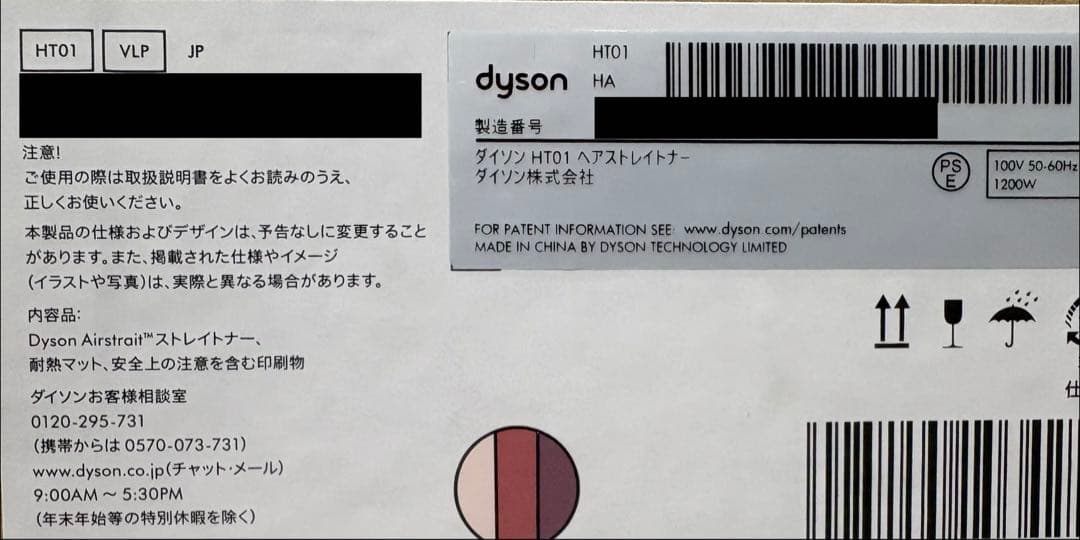 HT01 VLP JP
注意!
ご使用の際は取扱説明書をよくお読みのうえ、
正しくお使いください。
本製品の仕様およびデザインは、予告なしに変更すること
があります。また、掲載された仕様やイメージ
(イラストや写真)は、実際と異なる場合があります。
内容品:
Dyson Airstrait™ストレイトナー、
耐熱マット、安全上の注意を含む印刷物
ダイソンお客様相談室
0120-295-731
(携帯からは 0570-073-731)
www.dyson.co.jp(チャット・メール)
9:00AM ～ 5:30PM
(年末年始等の特別休暇を除く)
dyson
HT01
HA
製造番号
ダイソン HT01 ヘアストレイトナー
ダイソン株式会社
PS
E
100V 50-60Hz
1200W
FOR PATENT INFORMATION SEE: www.dyson.com/patents
MADE IN CHINA BY DYSON TECHNOLOGY LIMITED
仕